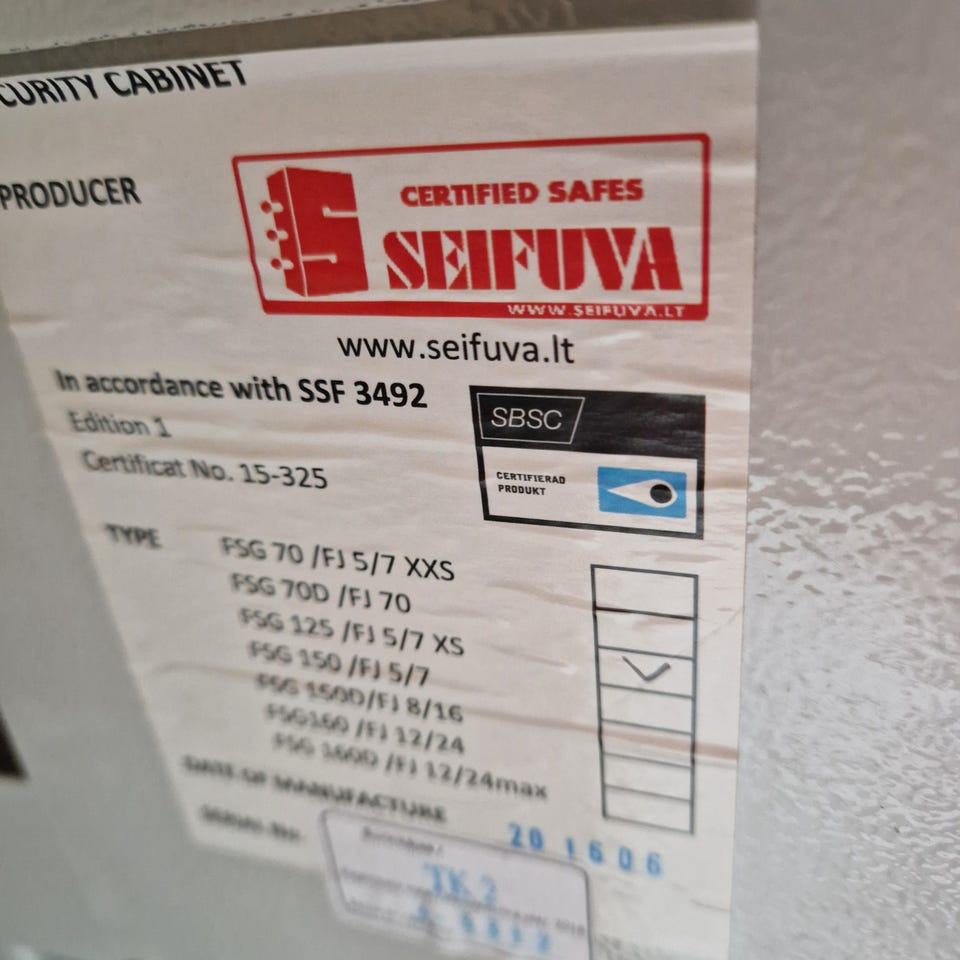 CURITY CABINET
PRODUCER
CERTIFIED SAFES
SEIFUVA
WWW.SEIFUVA.LT
www.seifuva.lt
In accordance with SSF 3492
Edition 1
Certificat No. 15-325
SBSC
CERTIFIERAD
PRODUKT
TYPE
FSG 70 /FJ 5/7 XXS
FSG 70D /FJ 70
FSG 125 /FJ 5/7 XS
FSG 150 /FJ 5/7
FSG 150D/FJ 8/16
FSG160 /FJ 12/24
FSG 160D /FJ 12/24max
DATE OF MANUFACTURE
201606
TK 2